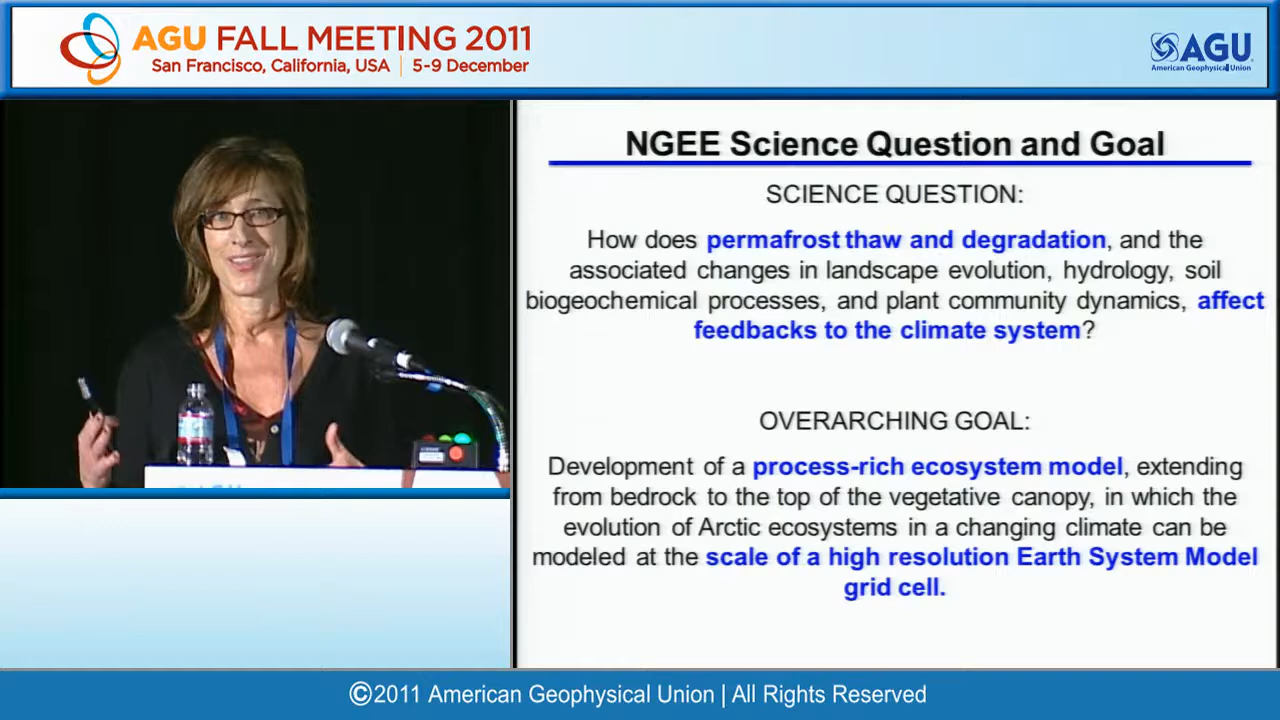 AGU FALL MEETING 2011
San Francisco, California, USA | 5-9 December
AGU
American Geophysical Union
NGEE Science Question and Goal
SCIENCE QUESTION:
How does permafrost thaw and degradation, and the
associated changes in landscape evolution, hydrology, soil
biogeochemical processes, and plant community dynamics, affect
feedbacks to the climate system?
OVERARCHING GOAL:
Development of a process-rich ecosystem model, extending
from bedrock to the top of the vegetative canopy, in which the
evolution of Arctic ecosystems in a changing climate can be
modeled at the scale of a high resolution Earth System Model
grid cell.
©2011 American Geophysical Union | All Rights Reserved